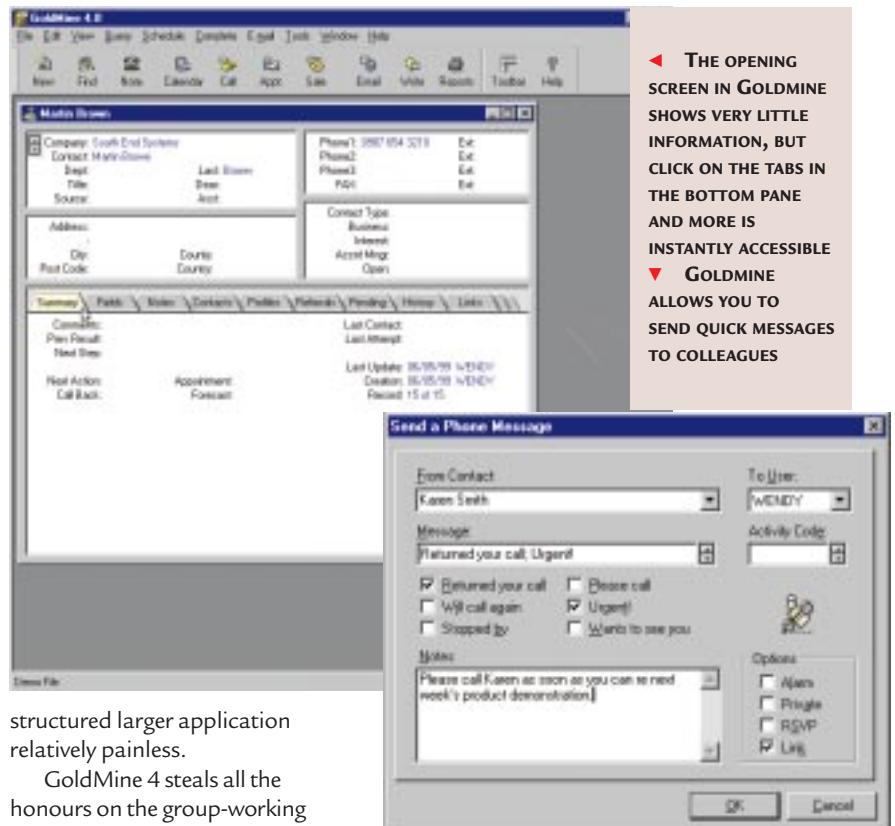 GoldMine 4.0
File Edit View Query Schedule Complete E-mail Tools Window Help
New Find Note Calendar Call Appt Sale Email Write Reports Toolbar Help
Martin Brown
Company: South End Systems
Contact: Martin Brown
Dept: Last: Brown
Title: Dear:
Source: Asst:
Phone1: 0987 654 3210 Ext:
Phone2: Ext:
Phone3: Ext:
FAX: Ext:
Address:
City: County:
Post Code: Country:
Contact Type:
Business:
Interest:
Accnt Mngr:
Open:
Summary Fields Notes Contacts Profiles Referrals Pending History Links
Comments: Last Contact:
Prev Result: Last Attempt:
Next Step:
Last Update: 06/05/99 WENDY
Next Action: Appointment: Creation: 06/05/99 WENDY
Call Back: Forecast: Record: 15 of 15
◄ THE OPENING
SCREEN IN GOLDMINE
SHOWS VERY LITTLE
INFORMATION, BUT
CLICK ON THE TABS IN
THE BOTTOM PANE
AND MORE IS
INSTANTLY ACCESSIBLE
▼ GOLDMINE
ALLOWS YOU TO
SEND QUICK MESSAGES
TO COLLEAGUES
Send a Phone Message
From Contact: To User:
Karen Smith WENDY
Message: Activity Code:
Returned your call; Urgent!
Returned your call Please call
Will call again Urgent!
Stopped by Wants to see you
Notes: Options
Please call Karen as soon as you can re next
week's product demonstration.
Alarm
Private
RSVP
Link
OK Cancel
structured larger application
relatively painless.
GoldMine 4 steals all the
honours on the group-working